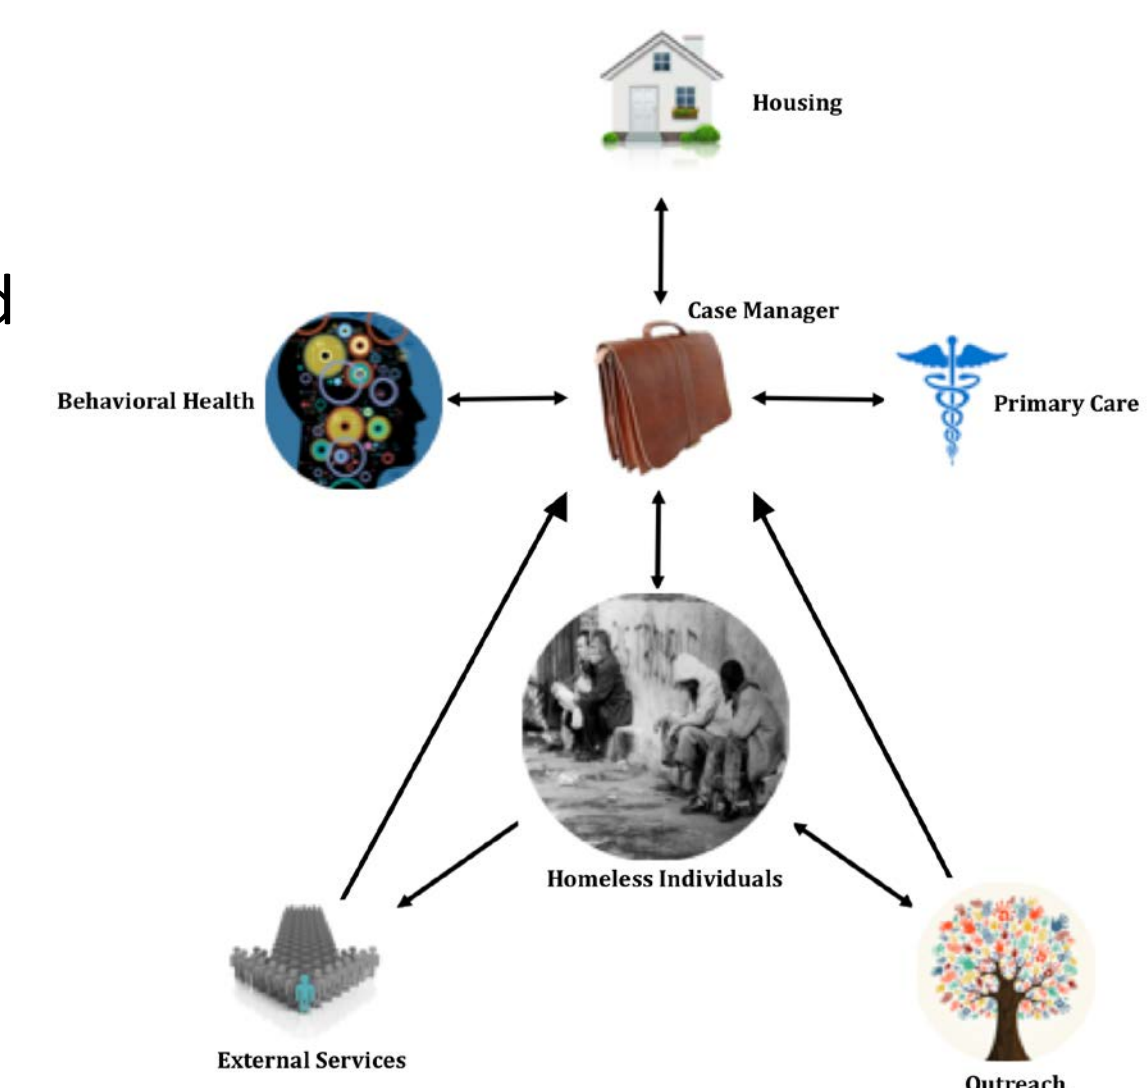 Housing
Case Manager
d
Behavioral Health
Primary Care
Homeless Individuals
External Services
Outreach